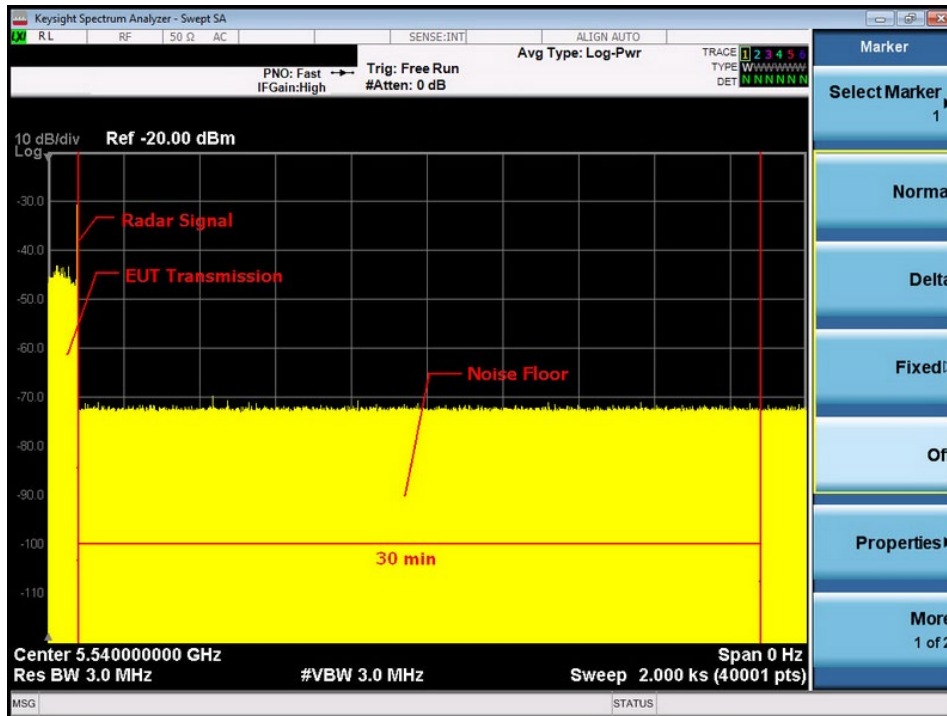 Keysight Spectrum Analyzer - Swept SA
LXI RL RF 50 Ω AC SENSE:INT ALIGN AUTO
Avg Type: Log-Pwr
TRACE 1 2 3 4 5 6
TYPE WWWWWW
DET N N N N N N
PNO: Fast
IFGain:High
Trig: Free Run
#Atten: 0 dB
10 dB/div
Log
Ref -20.00 dBm
-30.0
Radar Signal
-40.0
EUT Transmission
-50.0
-60.0
Noise Floor
-70.0
-80.0
-90.0
-100
30 min
-110
Center 5.540000000 GHz
Span 0 Hz
Res BW 3.0 MHz
#VBW 3.0 MHz
Sweep 2.000 ks (40001 pts)
MSG
STATUS
Marker
Select Marker
1
Norma
Delta
Fixed
Of
Properties
More
1 of 2